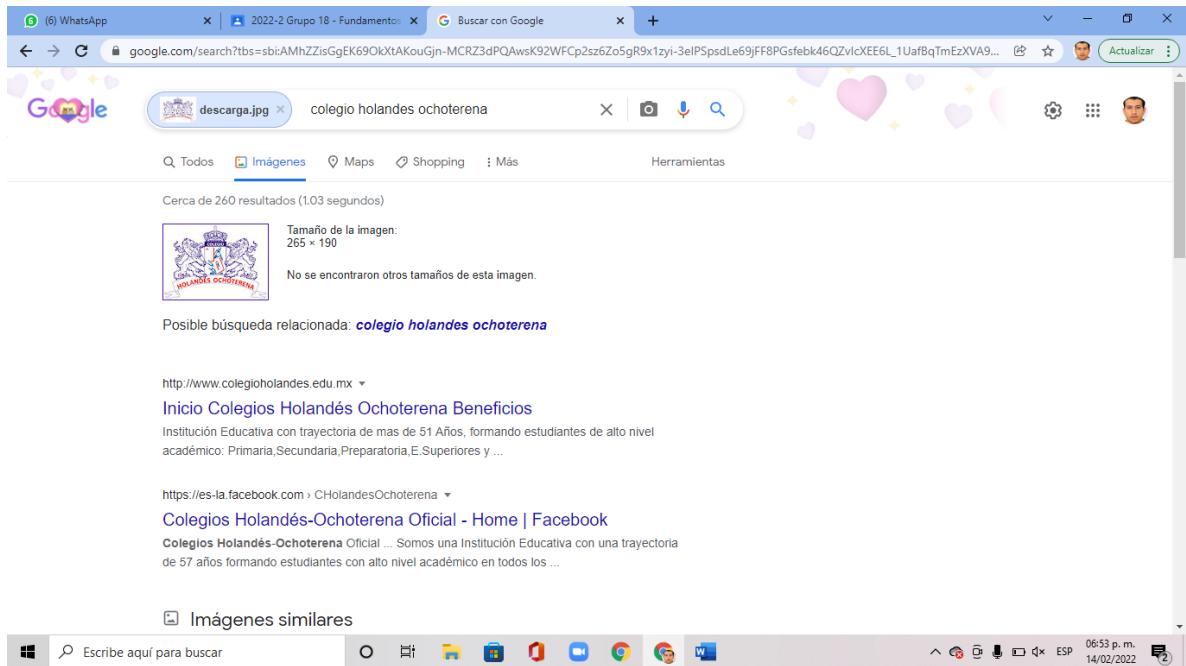 (6) WhatsApp
2022-2 Grupo 18 - Fundamentos
Buscar con Google
google.com/search?tbs=sbi:AMhZZisGgEK69OkXtAKouGjn-MCRZ3dPQAwsK92WFCp2sz6Zo5gR9x1zyi-3eIPSpsdLe69jFF8PGsfebk46QZvIcXEE6L_1UafBqTmEzXVA9...
Actualizar
Google
descarga.jpg
colegio holandes ochoterena
Todos
Imágenes
Maps
Shopping
Más
Herramientas
Cerca de 260 resultados (1.03 segundos)
COLEGIO
HOLANDÉS OCHOTERENA
Tamaño de la imagen:
265 × 190
No se encontraron otros tamaños de esta imagen.
Posible búsqueda relacionada: colegio holandes ochoterena
http://www.colegioholandes.edu.mx
Inicio Colegios Holandés Ochoterena Beneficios
Institución Educativa con trayectoria de mas de 51 Años, formando estudiantes de alto nivel
académico: Primaria,Secundaria,Preparatoria,E.Superiores y ...
https://es-la.facebook.com › CHolandesOchoterena
Colegios Holandés-Ochoterena Oficial - Home | Facebook
Colegios Holandés-Ochoterena Oficial ... Somos una Institución Educativa con una trayectoria
de 57 años formando estudiantes con alto nivel académico en todos los ...
Imágenes similares
Escribe aquí para buscar
ESP
06:53 p. m.
14/02/2022
2